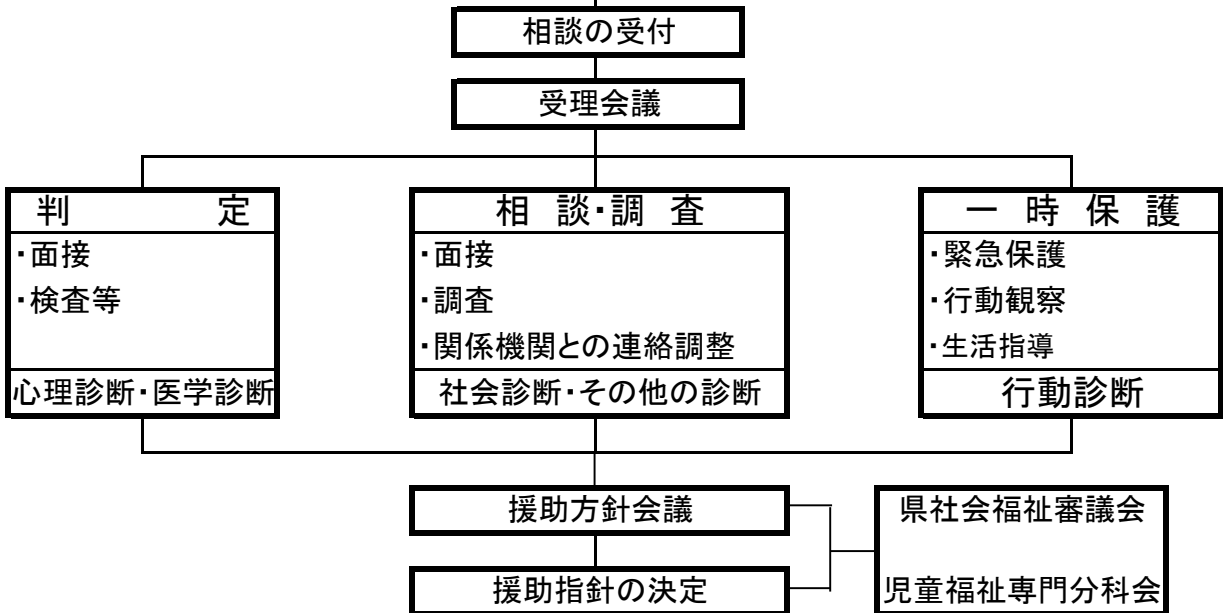 相談の受付
受理会議
判 定
・面接
・検査等
心理診断・医学診断
相 談・調 査
・面接
・調査
・関係機関との連絡調整
社会診断・その他の診断
一 時 保 護
・緊急保護
・行動観察
・生活指導
行動診断
援助方針会議
援助指針の決定
県社会福祉審議会
児童福祉専門分科会